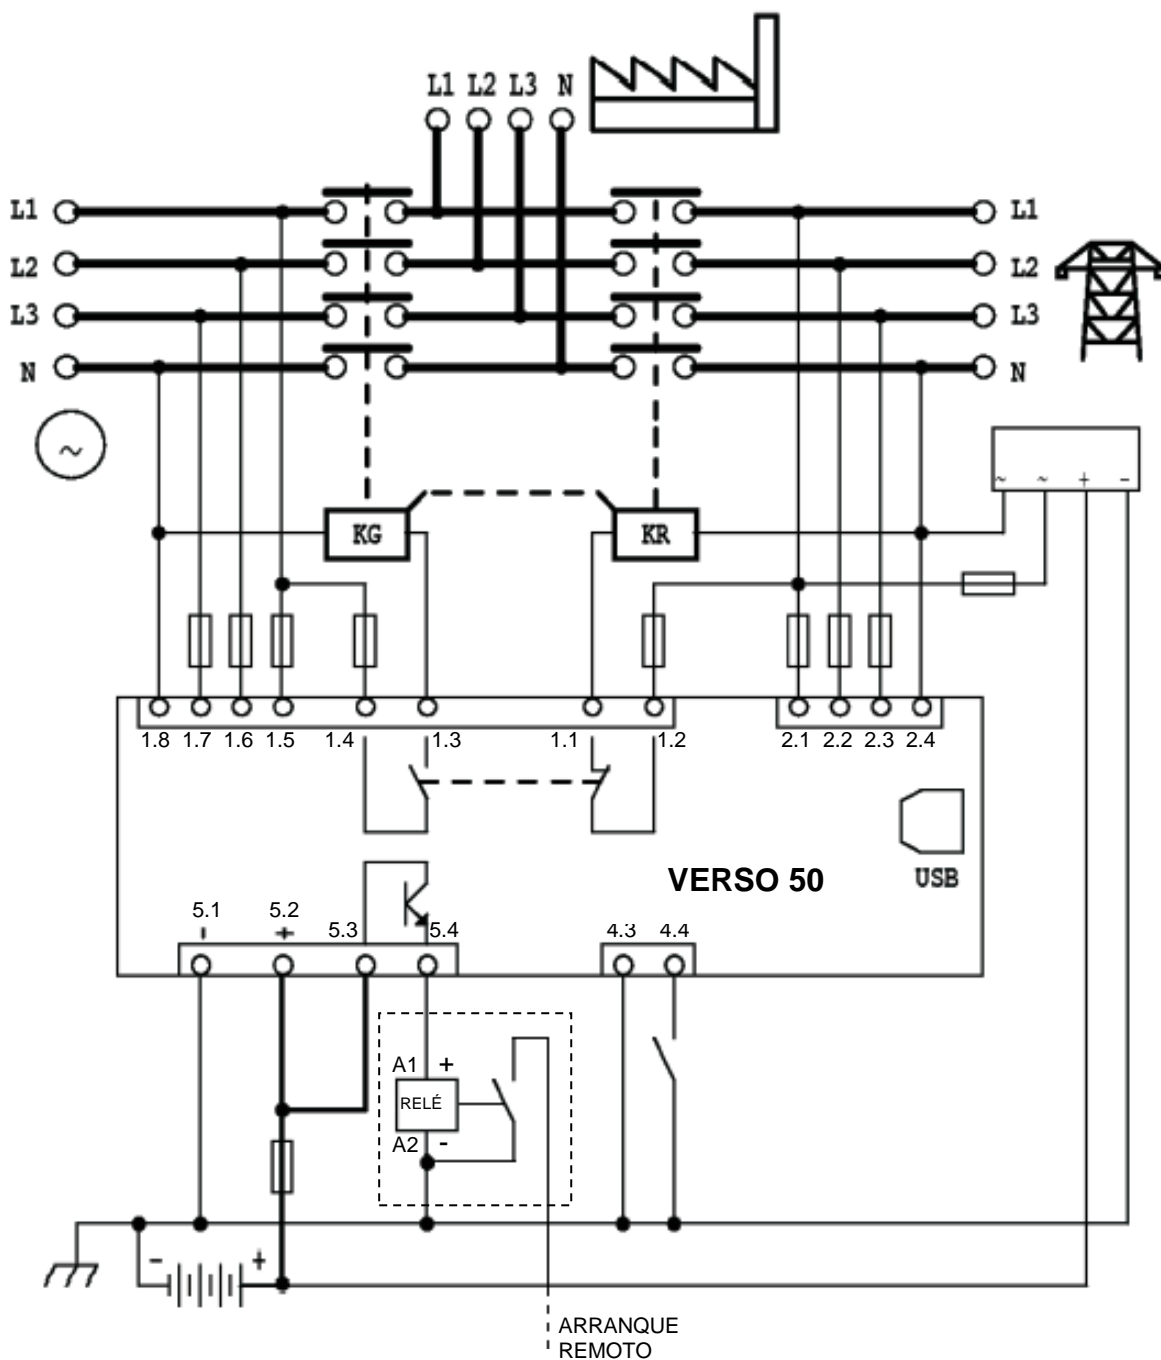 L1 L2 L3 N
L1 L1
L2 L2
L3 L3
N N
~
~ ~ + -
KG KR
1.8 1.7 1.6 1.5 1.4 1.3 1.1 1.2 2.1 2.2 2.3 2.4
VERSO 50
USB
5.1 5.2 5.3 5.4 4.3 4.4
- +
A1 +
RELÉ
A2 -
- +
ARRANQUE
REMOTO